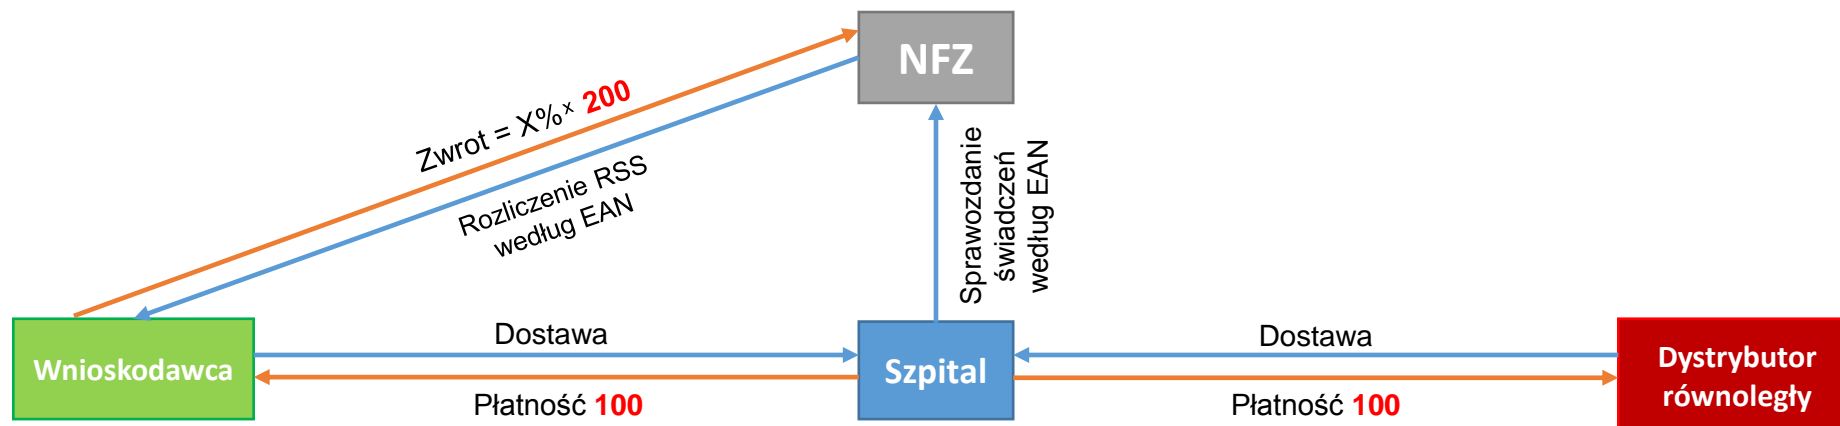 NFZ
Zwrot = X%x 200
Rozliczenie RSS
według EAN
Sprawozdanie
świadczeń
według EAN
Wnioskodawca
Dostawa
Płatność 100
Szpital
Dostawa
Płatność 100
Dystrybutor
równoległy